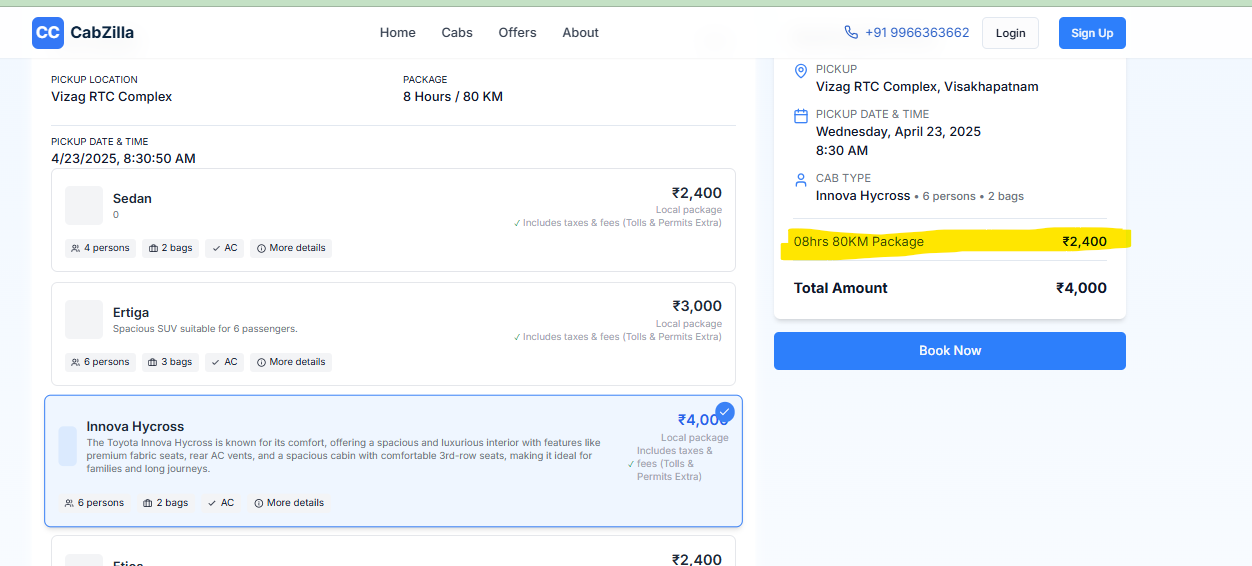 CC CabZilla
Home Cabs Offers About
+91 9966363662 Login Sign Up
PICKUP LOCATION
Vizag RTC Complex
PACKAGE
8 Hours / 80 KM
PICKUP DATE & TIME
4/23/2025, 8:30:50 AM
Sedan
0
₹2,400
Local package
✓ Includes taxes & fees (Tolls & Permits Extra)
4 persons 2 bags AC More details
Ertiga
Spacious SUV suitable for 6 passengers.
₹3,000
Local package
✓ Includes taxes & fees (Tolls & Permits Extra)
6 persons 3 bags AC More details
Innova Hycross
The Toyota Innova Hycross is known for its comfort, offering a spacious and luxurious interior with features like
premium fabric seats, rear AC vents, and a spacious cabin with comfortable 3rd-row seats, making it ideal for
families and long journeys.
₹4,000
Local package
Includes taxes &
✓ fees (Tolls &
Permits Extra)
6 persons 2 bags AC More details
₹2,400
PICKUP
Vizag RTC Complex, Visakhapatnam
PICKUP DATE & TIME
Wednesday, April 23, 2025
8:30 AM
CAB TYPE
Innova Hycross • 6 persons • 2 bags
08hrs 80KM Package ₹2,400
Total Amount ₹4,000
Book Now